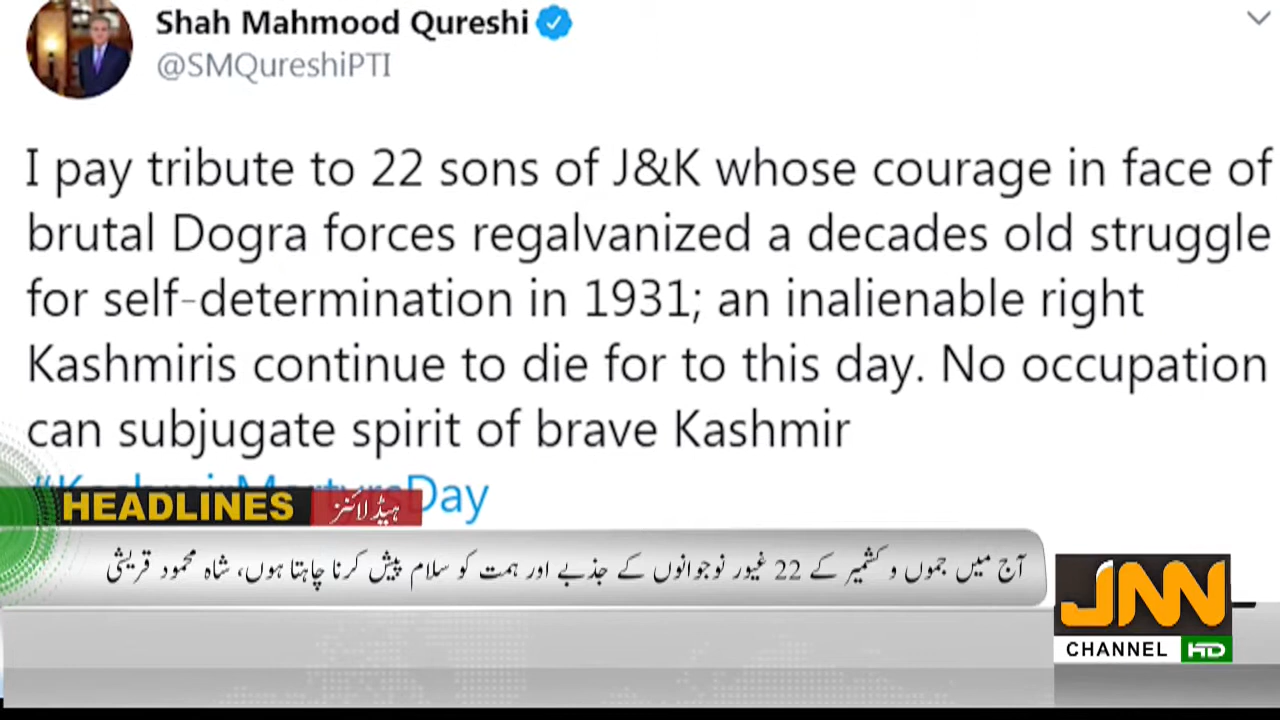 Shah Mahmood Qureshi
@SMQureshiPTI
I pay tribute to 22 sons of J&K whose courage in face of
brutal Dogra forces regalvanized a decades old struggle
for self-determination in 1931; an inalienable right
Kashmiris continue to die for to this day. No occupation
can subjugate spirit of brave Kashmir
#KashmirMartyrsDay
HEADLINES ہیڈلائنز
آج میں جموں و کشمیر کے 22 غیور نوجوانوں کے جذبے اور ہمت کو سلام پیش کرنا چاہتا ہوں، شاہ محمود قریشی
JNN
CHANNEL HD